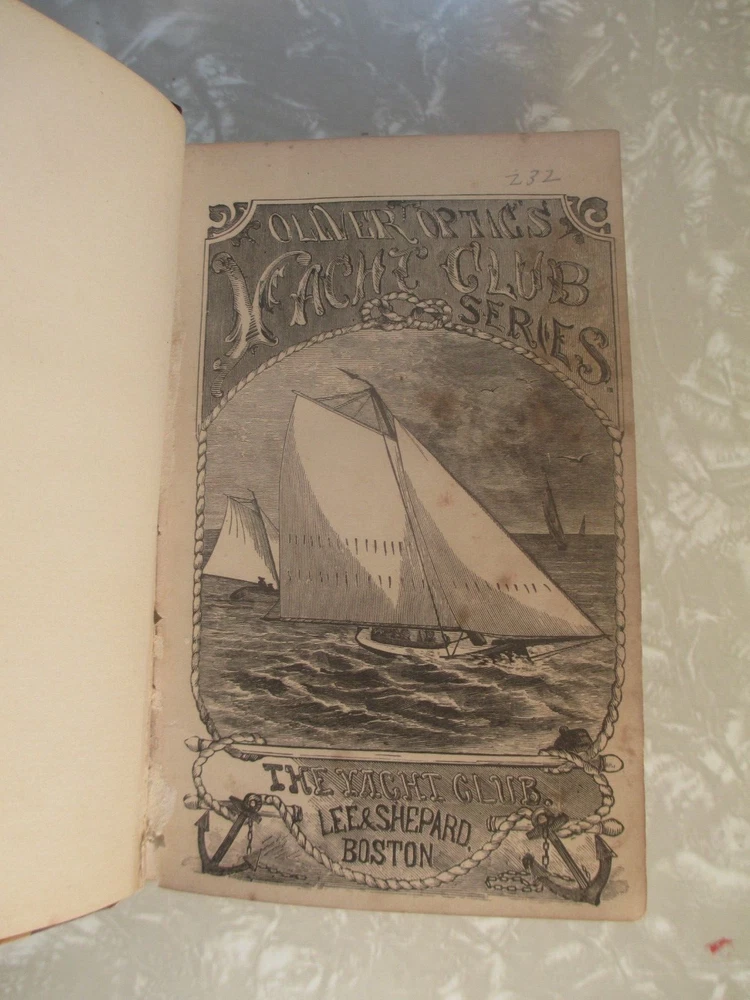 232
OLIVER OPTIC'S
YACHT CLUB
SERIES.
THE YACHT CLUB.
LEE & SHEPARD,
BOSTON